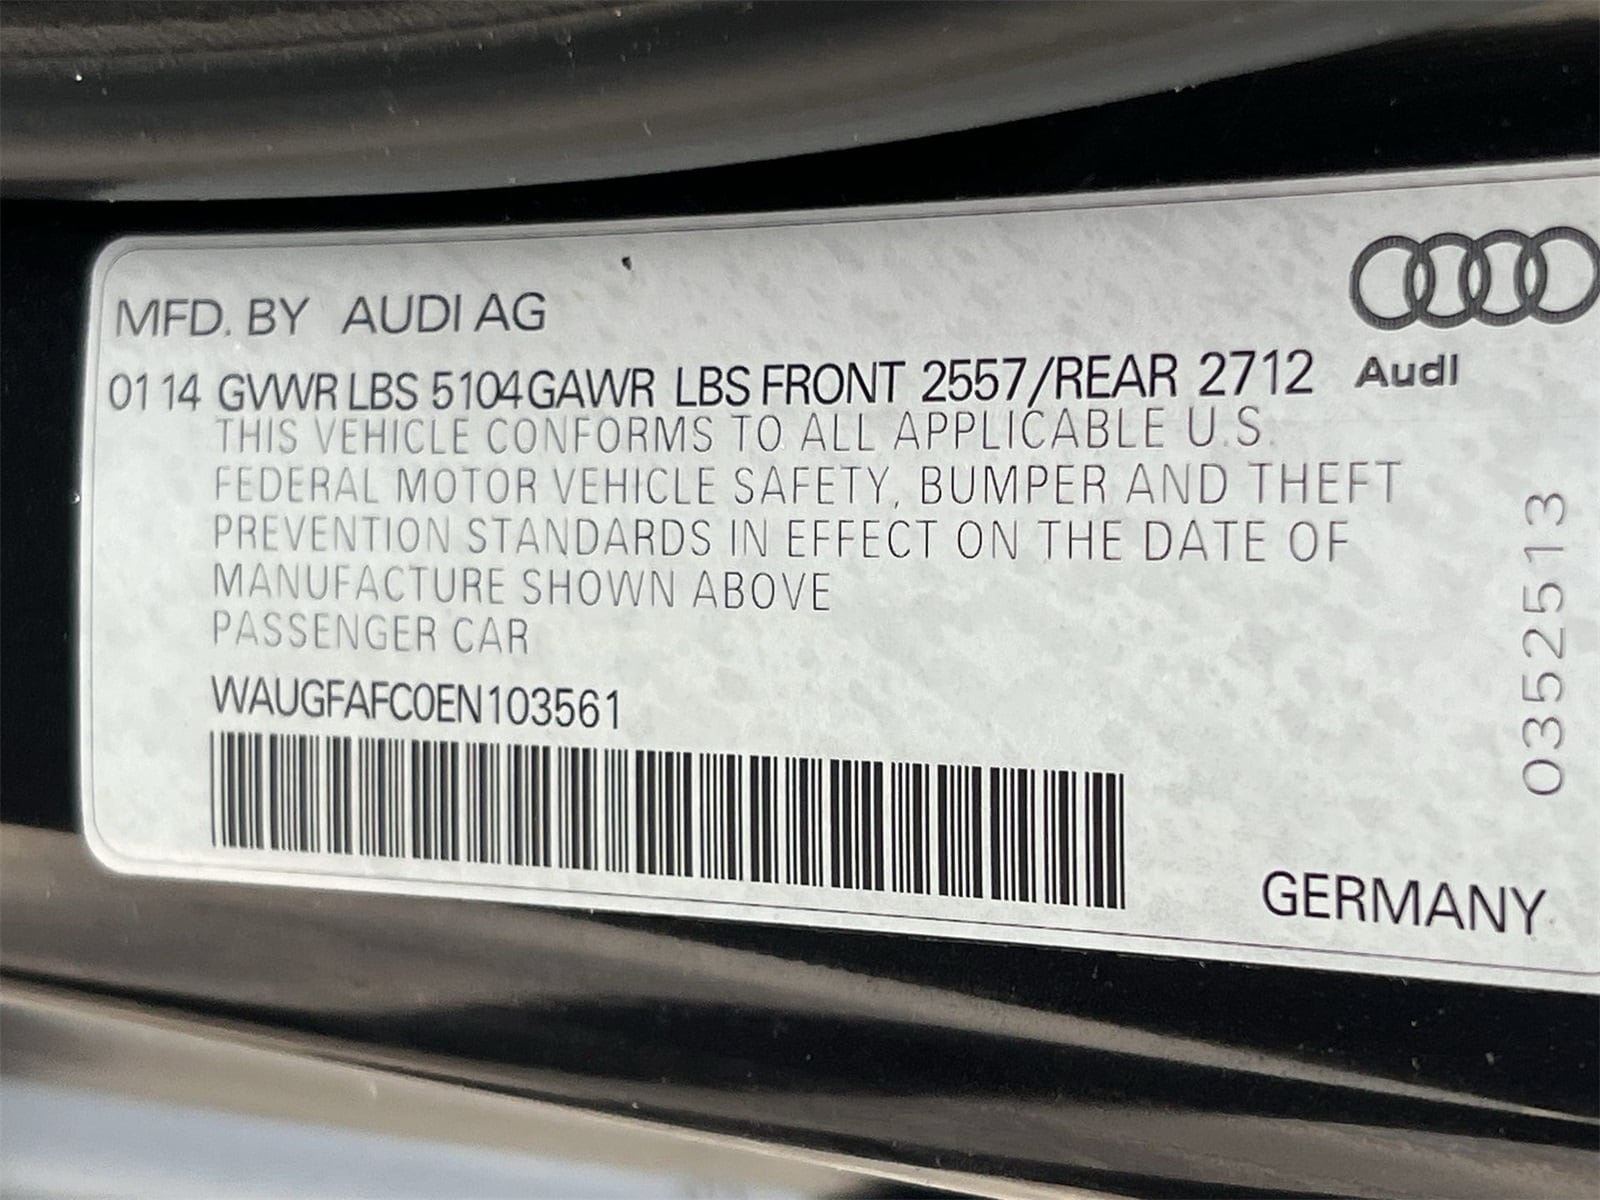 MFD. BY AUDI AG
01 14 GVWR LBS 5104 GAWR LBS FRONT 2557/REAR 2712
Audi
THIS VEHICLE CONFORMS TO ALL APPLICABLE U.S.
FEDERAL MOTOR VEHICLE SAFETY, BUMPER AND THEFT
PREVENTION STANDARDS IN EFFECT ON THE DATE OF
MANUFACTURE SHOWN ABOVE
PASSENGER CAR
WAUGFAFC0EN103561
0352513
GERMANY